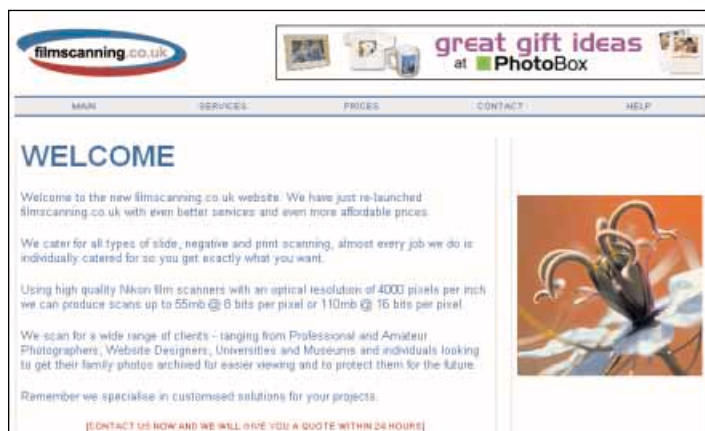 filmscanning.co.uk
great gift ideas
at PhotoBox
MAIN SERVICES PRICES CONTACT HELP
WELCOME
Welcome to the new filmscanning.co.uk website. We have just re-launched
filmscanning.co.uk with even better services and even more affordable prices.
We cater for all types of slide, negative and print scanning, almost every job we do is
individually catered for so you get exactly what you want.
Using high quality Nikon film scanners with an optical resolution of 4000 pixels per inch
we can produce scans up to 55mb @ 8 bits per pixel or 110mb @ 16 bits per pixel.
We scan for a wide range of clients - ranging from Professional and Amateur
Photographers, Website Designers, Universities and Museums and individuals looking
to get their family photos archived for easier viewing and to protect them for the future.
Remember we specialise in customised solutions for your projects.
[CONTACT US NOW AND WE WILL GIVE YOU A QUOTE WITHIN 24 HOURS]